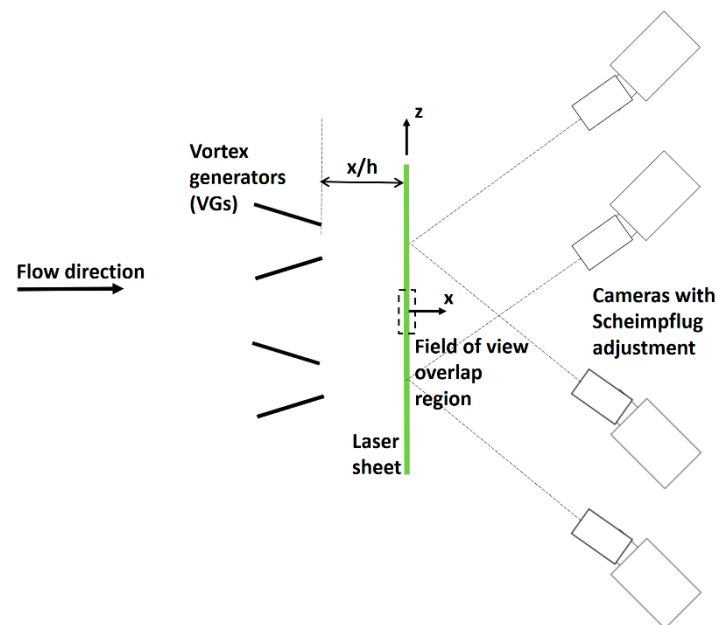 z
Vortex
generators
(VGs)
x/h
Flow direction
x
Cameras with
Scheimpflug
adjustment
Field of view
overlap
region
Laser
sheet